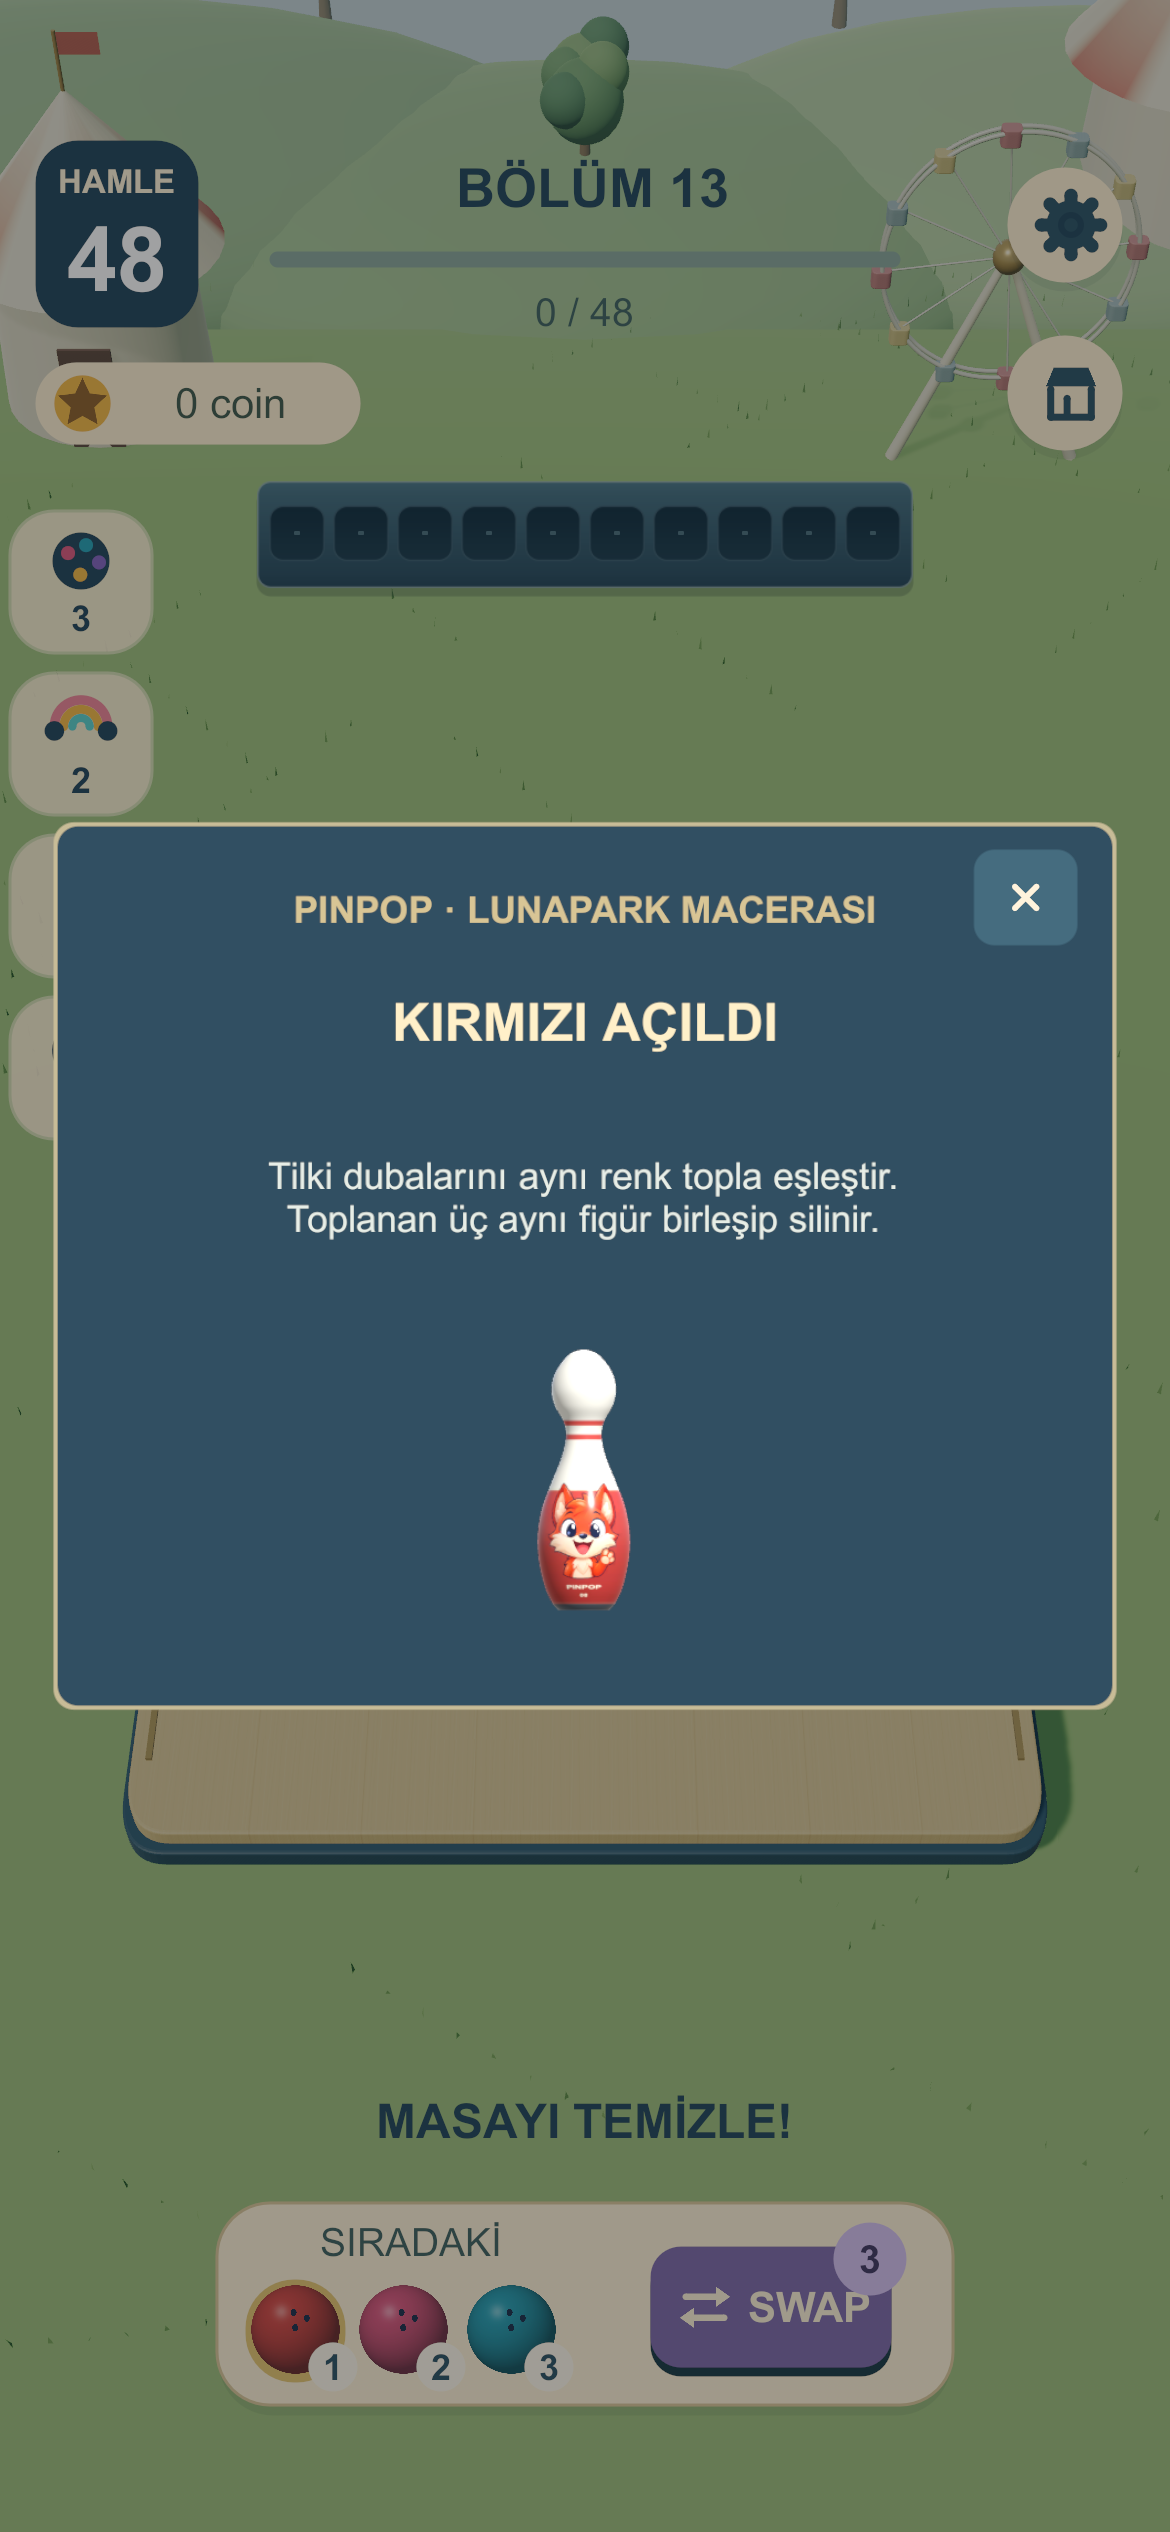 HAMLE
48
BÖLÜM 13
0 / 48
0 coin
3
2
PINPOP · LUNAPARK MACERASI
KIRMIZI AÇILDI
Tilki dubalarını aynı renk topla eşleştir.
Toplanan üç aynı figür birleşip silinir.
PINPOP
MASAYI TEMİZLE!
SIRADAKİ
1
2
3
SWAP
3